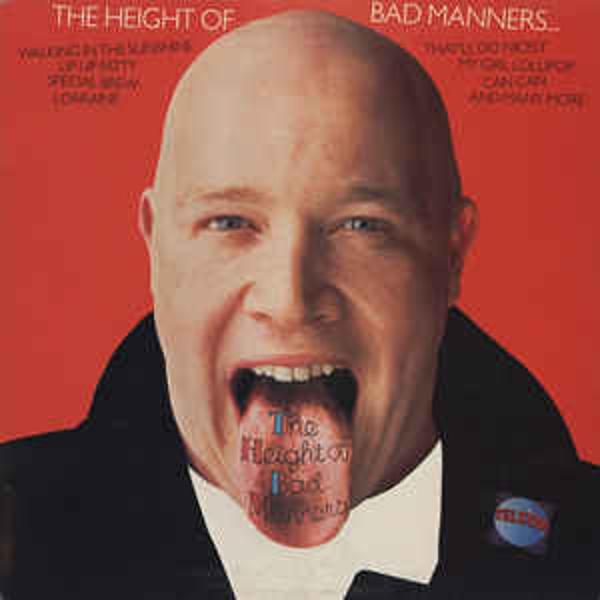 THE HEIGHT OF
BAD MANNERS...
WALKING IN THE SUNSHINE
LIP UP FATTY
SPECIAL BREW
LORRAINE
THAT'LL DO NICELY
MY GIRL LOLLIPOP
CAN CAN
AND MANY MORE
The
Height of
Bad
Manners
TELSTAR